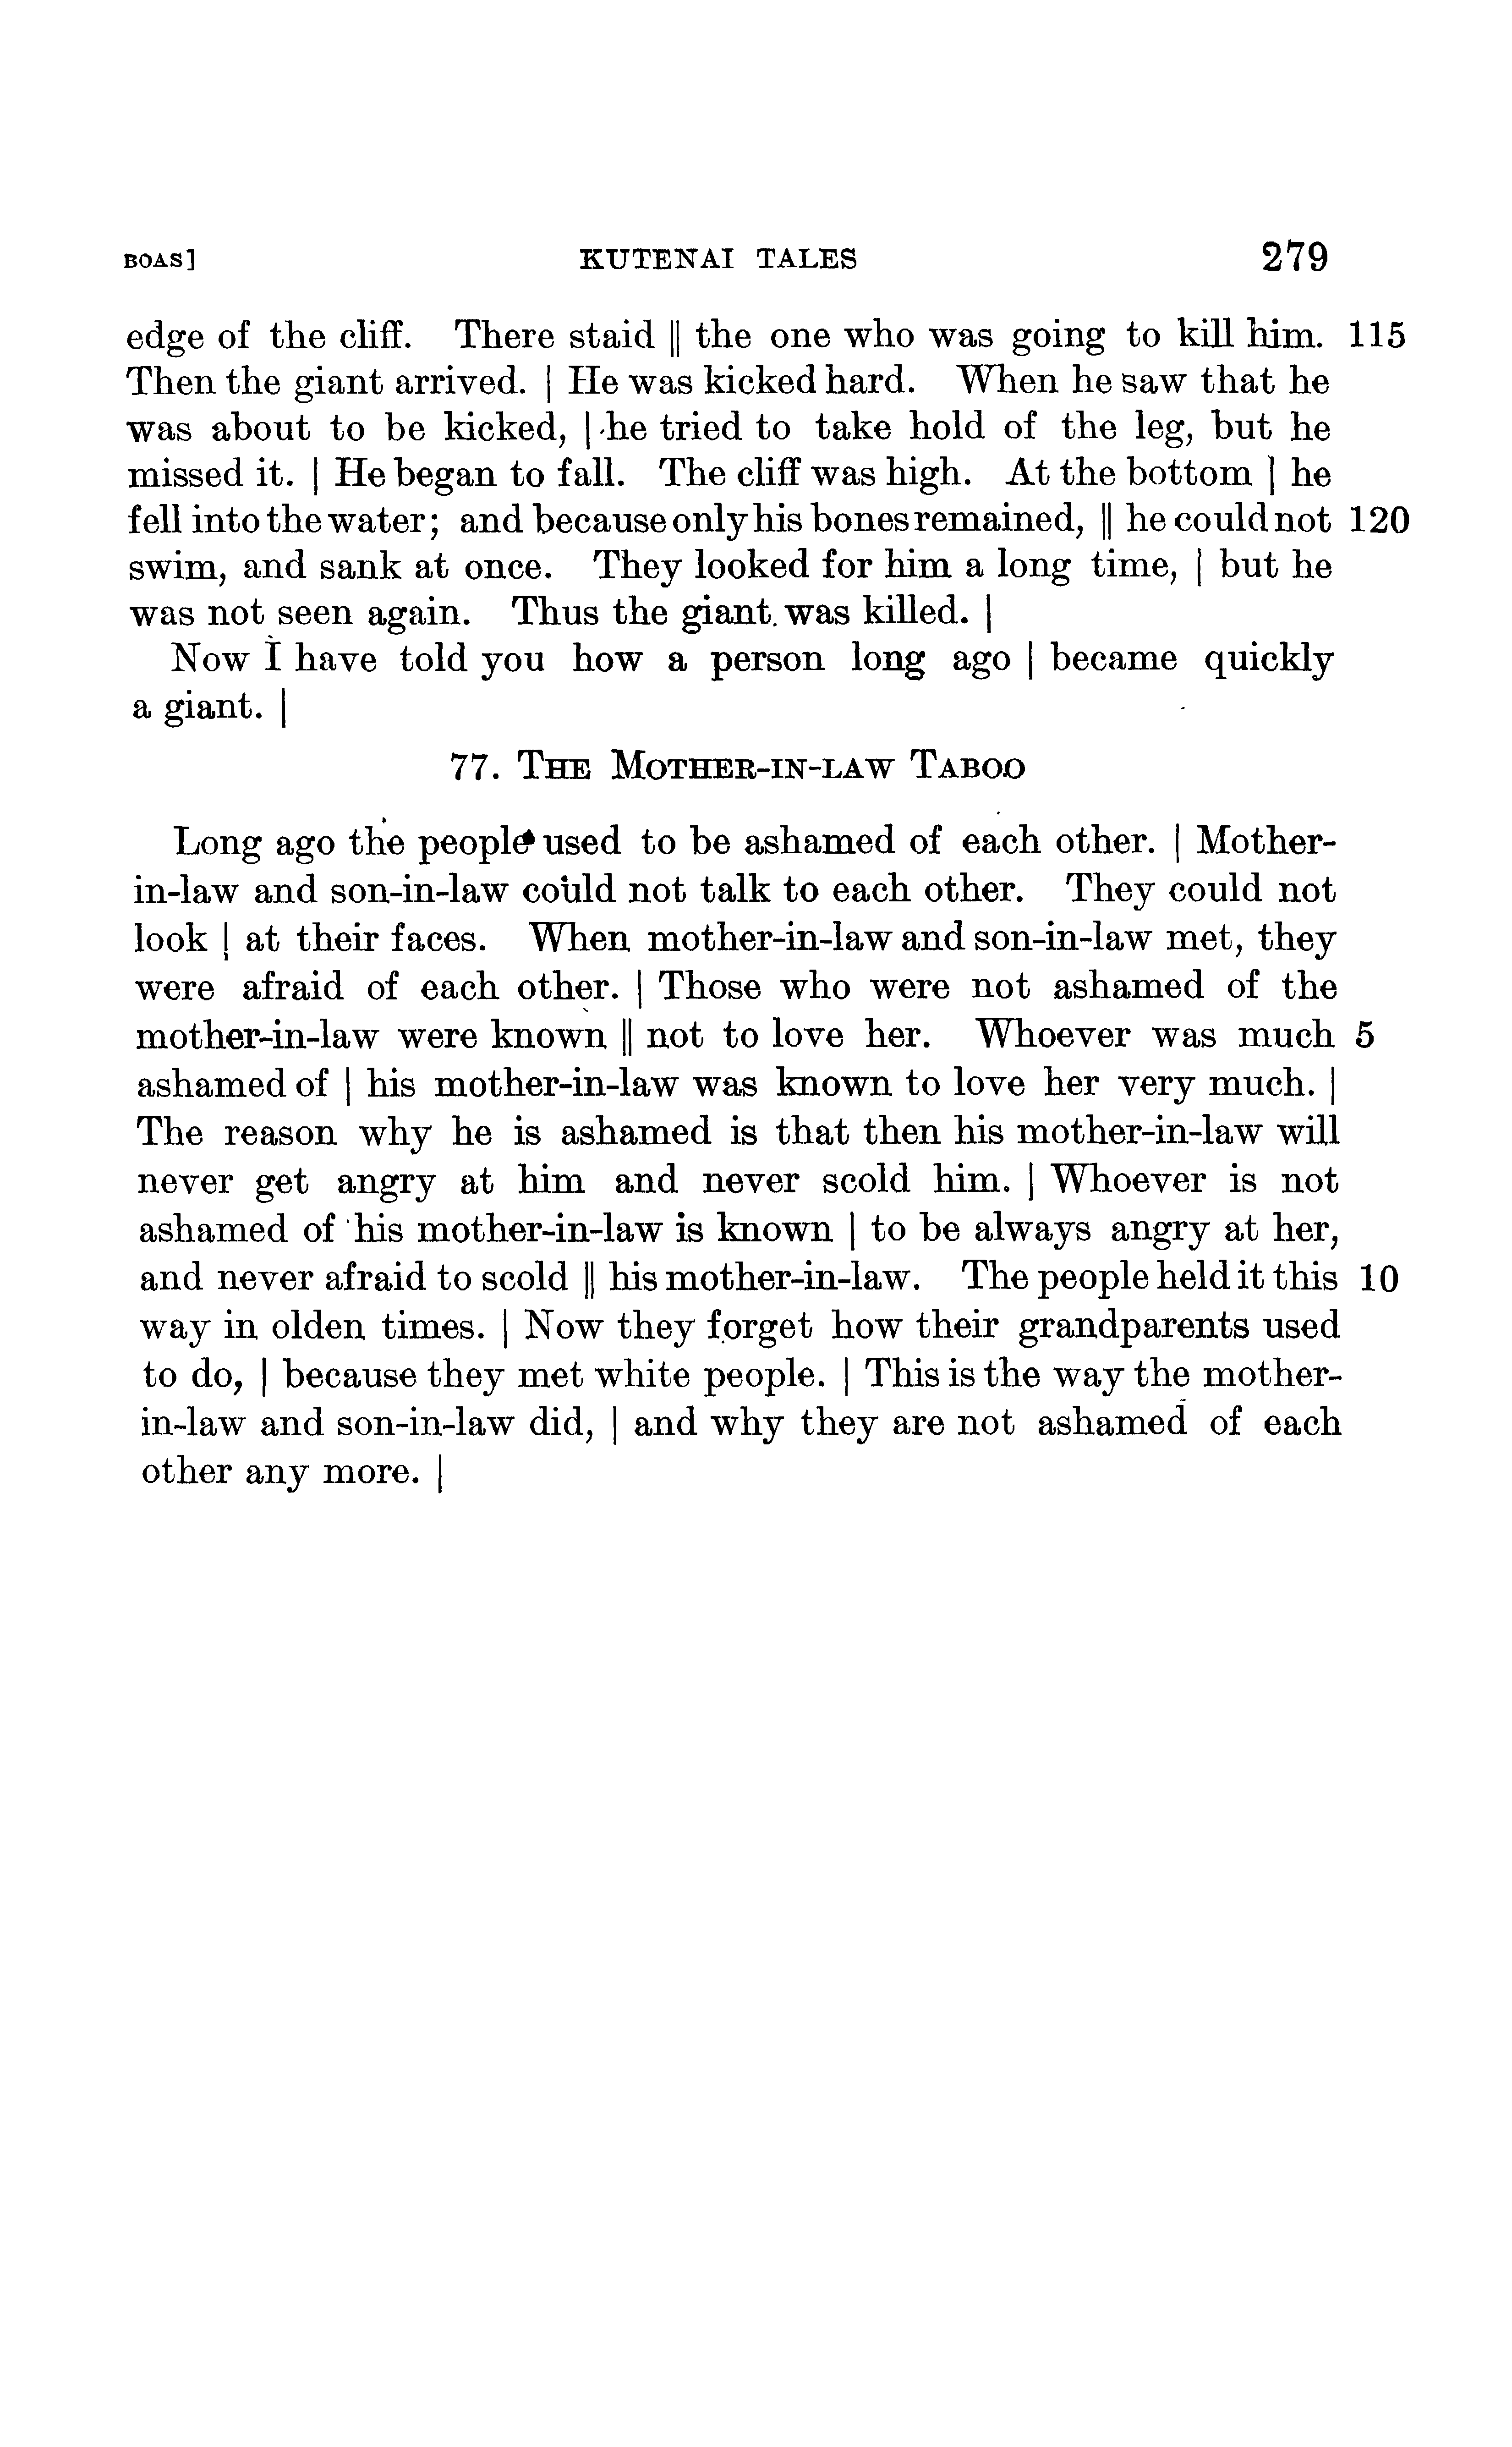 BOAS] KUTENAI TALES 279
edge of the cliff. There staid || the one who was going to kill him. 115
Then the giant arrived. | He was kicked hard. When he saw that he
was about to be kicked, | he tried to take hold of the leg, but he
missed it. | He began to fall. The cliff was high. At the bottom | he
fell into the water; and because only his bones remained, || he could not 120
swim, and sank at once. They looked for him a long time, | but he
was not seen again. Thus the giant was killed. |
Now I have told you how a person long ago | became quickly
a giant. |
77. THE MOTHER-IN-LAW TABOO
Long ago the people used to be ashamed of each other. | Mother-
in-law and son-in-law could not talk to each other. They could not
look | at their faces. When mother-in-law and son-in-law met, they
were afraid of each other. | Those who were not ashamed of the
mother-in-law were known || not to love her. Whoever was much 5
ashamed of | his mother-in-law was known to love her very much. |
The reason why he is ashamed is that then his mother-in-law will
never get angry at him and never scold him. | Whoever is not
ashamed of his mother-in-law is known | to be always angry at her,
and never afraid to scold || his mother-in-law. The people held it this 10
way in olden times. | Now they forget how their grandparents used
to do, | because they met white people. | This is the way the mother-
in-law and son-in-law did, | and why they are not ashamed of each
other any more. |